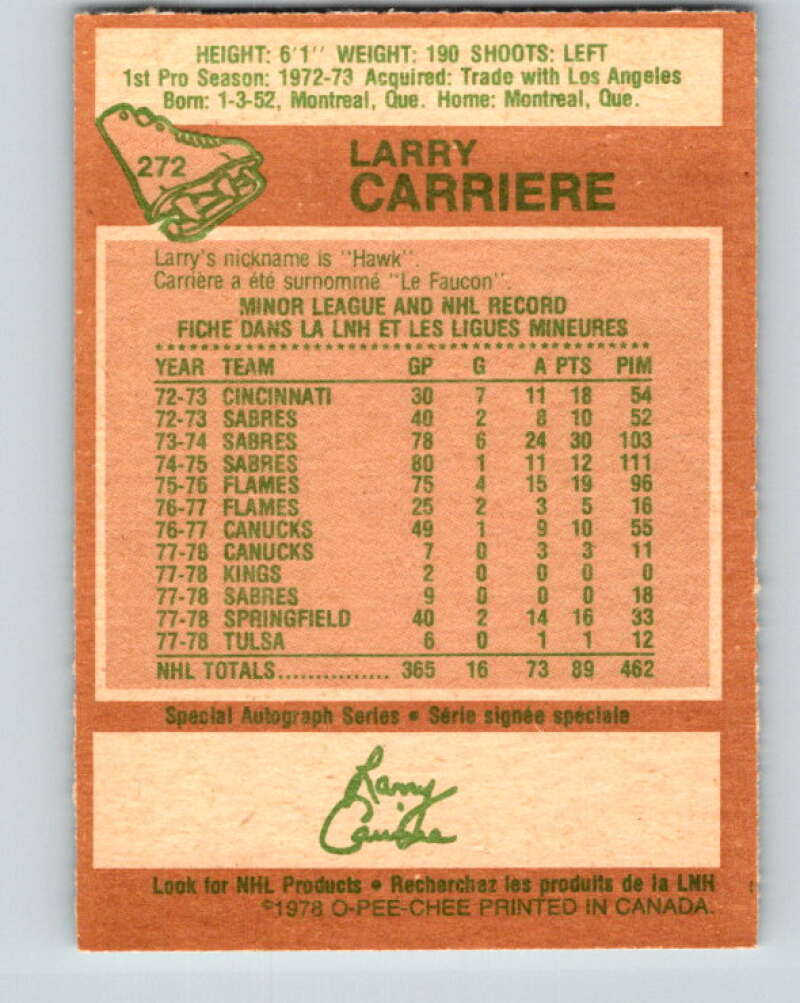 HEIGHT: 6'1'' WEIGHT: 190 SHOOTS: LEFT
1st Pro Season: 1972-73 Acquired: Trade with Los Angeles
Born: 1-3-52, Montreal, Que. Home: Montreal, Que.
272
LARRY
CARRIERE
Larry's nickname is "Hawk".
Carrière a été surnommé "Le Faucon".
MINOR LEAGUE AND NHL RECORD
FICHE DANS LA LNH ET LES LIGUES MINEURES
YEAR TEAM GP G A PTS PIM
72-73 CINCINNATI 30 7 11 18 54
72-73 SABRES 40 2 8 10 52
73-74 SABRES 78 6 24 30 103
74-75 SABRES 80 1 11 12 111
75-76 FLAMES 75 4 15 19 96
76-77 FLAMES 25 2 3 5 16
76-77 CANUCKS 49 1 9 10 55
77-78 CANUCKS 7 0 3 3 11
77-78 KINGS 2 0 0 0 0
77-78 SABRES 9 0 0 0 18
77-78 SPRINGFIELD 40 2 14 16 33
77-78 TULSA 6 0 1 1 12
NHL TOTALS................ 365 16 73 89 462
Special Autograph Series • Série signée spéciale
Larry
Carriere
Look for NHL Products • Recherchez les produits de la LNH
©1978 O-PEE-CHEE PRINTED IN CANADA.